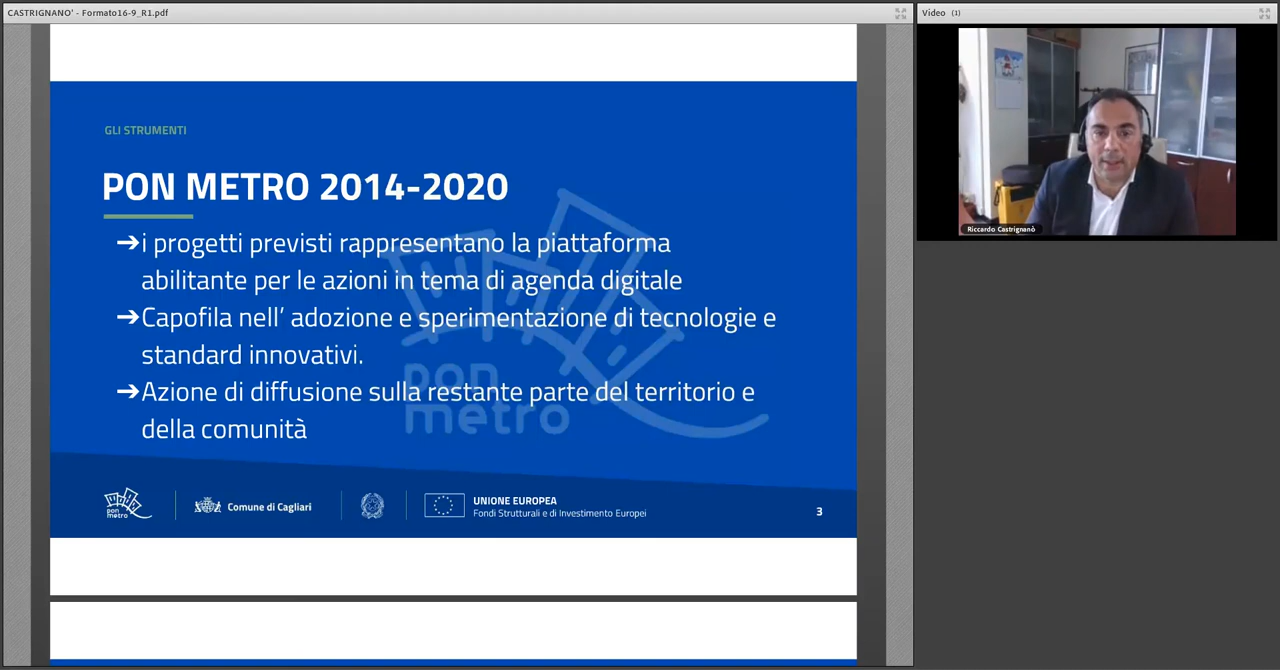 CASTRIGNANO' - Formato16-9_R1.pdf
GLI STRUMENTI
PON METRO 2014-2020
➔i progetti previsti rappresentano la piattaforma
abilitante per le azioni in tema di agenda digitale
➔Capofila nell' adozione e sperimentazione di tecnologie e
standard innovativi.
➔Azione di diffusione sulla restante parte del territorio e
della comunità
pon
metro
pon
metro
Comune di Cagliari
UNIONE EUROPEA
Fondi Strutturali e di Investimento Europei
3
Video (1)
Riccardo Castrignanò